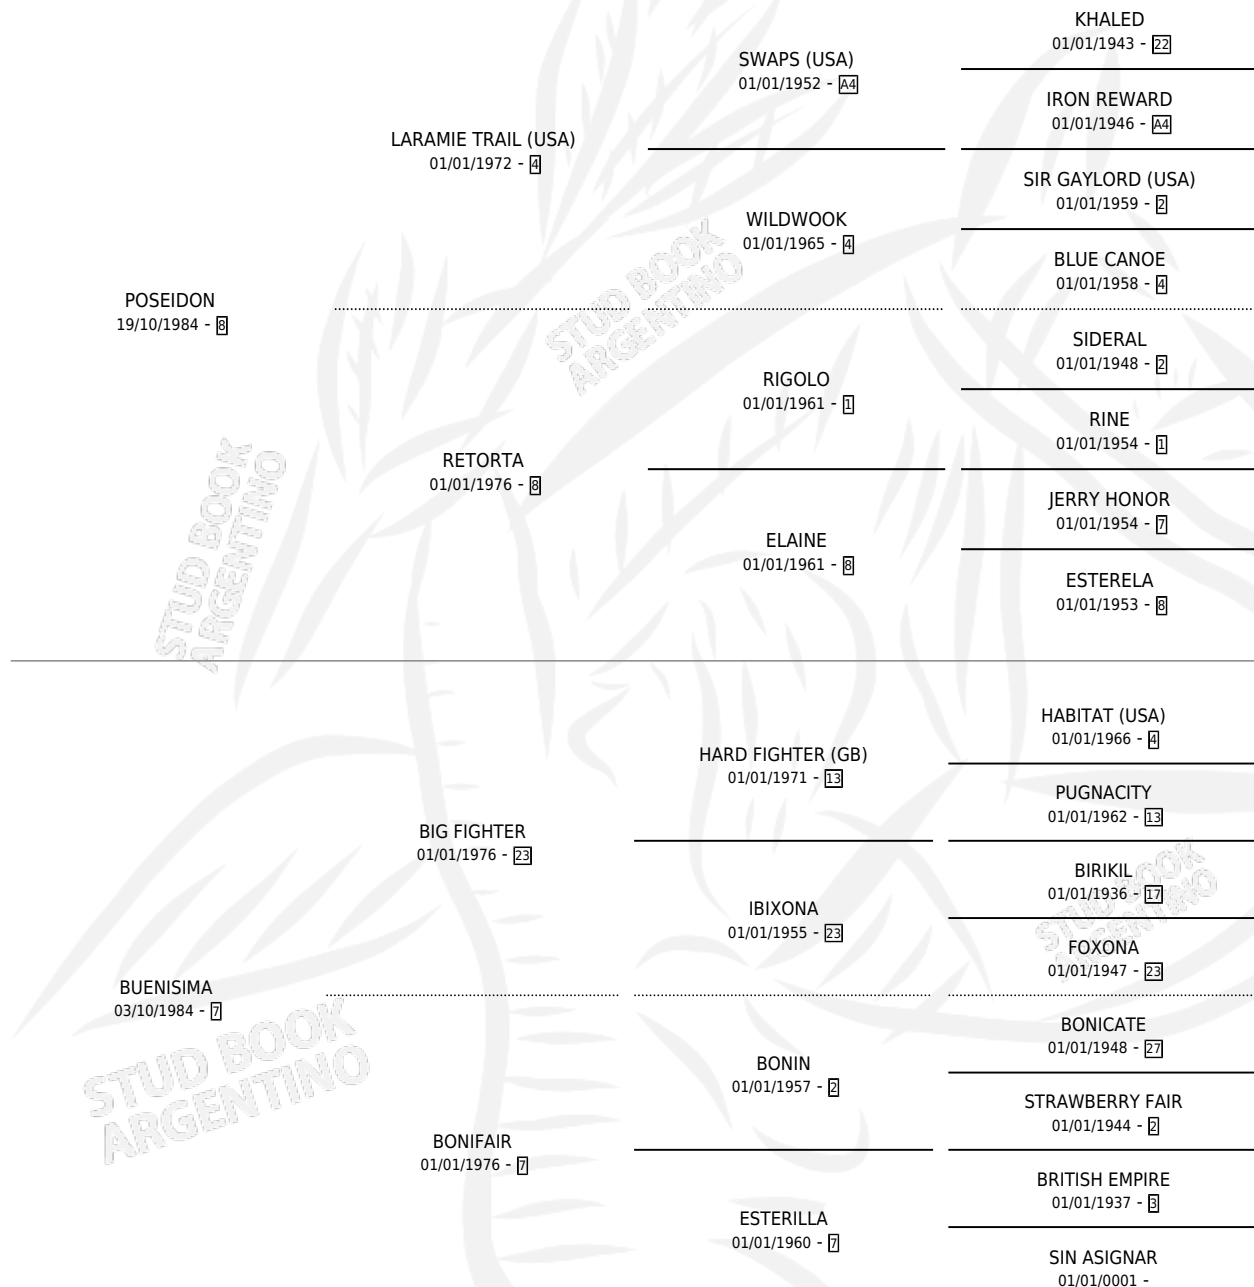 KHALED
01/01/1943 - 22
SWAPS (USA)
01/01/1952 - A4
IRON REWARD
01/01/1946 - A4
LARAMIE TRAIL (USA)
01/01/1972 - 4
SIR GAYLORD (USA)
01/01/1959 - 2
WILDWOOK
01/01/1965 - 4
BLUE CANOE
01/01/1958 - 4
POSEIDON
19/10/1984 - 8
SIDERAL
01/01/1948 - 2
RIGOLO
01/01/1961 - 1
RINE
01/01/1954 - 1
RETORTA
01/01/1976 - 8
JERRY HONOR
01/01/1954 - 7
ELAINE
01/01/1961 - 8
ESTERELA
01/01/1953 - 8
HABITAT (USA)
01/01/1966 - 4
HARD FIGHTER (GB)
01/01/1971 - 13
PUGNACITY
01/01/1962 - 13
BIG FIGHTER
01/01/1976 - 23
BIRIKIL
01/01/1936 - 17
IBIXONA
01/01/1955 - 23
FOXONA
01/01/1947 - 23
BUENISIMA
03/10/1984 - 7
BONICATE
01/01/1948 - 27
BONIN
01/01/1957 - 2
STRAWBERRY FAIR
01/01/1944 - 2
BONIFAIR
01/01/1976 - 7
BRITISH EMPIRE
01/01/1937 - 3
ESTERILLA
01/01/1960 - 7
SIN ASIGNAR
01/01/0001 -
STUD BOOK
ARGENTINO
STUD BOOK
ARGENTINO
STUD BOOK
ARGENTINO
STUD BOOK
ARGENTINO